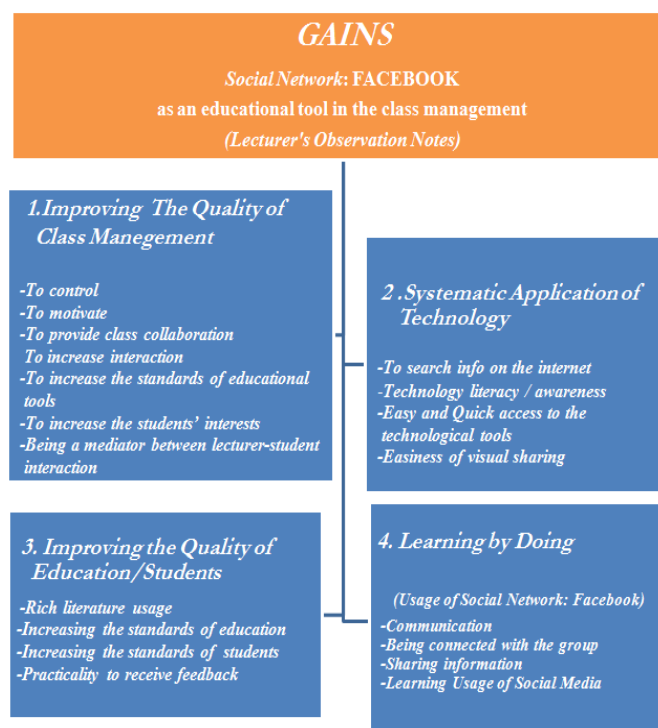 GAINS
Social Network: FACEBOOK
as an educational tool in the class management
(Lecturer's Observation Notes)
1.Improving The Quality of
Class Manegement
-To control
-To motivate
-To provide class collaboration
To increase interaction
-To increase the standards of educational
tools
-To increase the students' interests
-Being a mediator between lecturer-student
interaction
2 .Systematic Application of
Technology
-To search info on the internet
-Technology literacy / awareness
-Easy and Quick access to the
technological tools
-Easiness of visual sharing
3. Improving the Quality of
Education/Students
-Rich literature usage
-Increasing the standards of education
-Increasing the standards of students
-Practicality to receive feedback
4. Learning by Doing
(Usage of Social Network: Facebook)
-Communication
-Being connected with the group
-Sharing information
-Learning Usage of Social Media